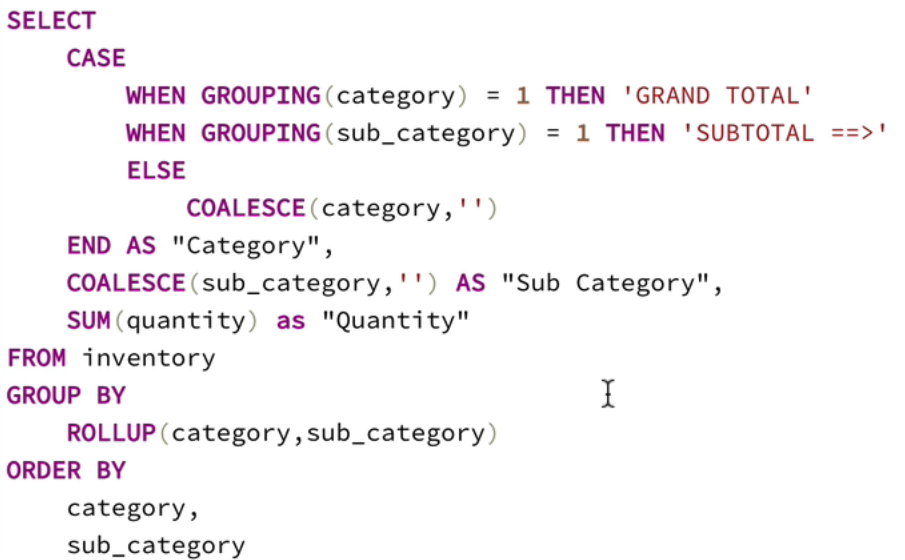 SELECT
    CASE
        WHEN GROUPING(category) = 1 THEN 'GRAND TOTAL'
        WHEN GROUPING(sub_category) = 1 THEN 'SUBTOTAL ==>'
        ELSE
            COALESCE(category,'')
    END AS "Category",
    COALESCE(sub_category,'') AS "Sub Category",
    SUM(quantity) as "Quantity"
FROM inventory
GROUP BY
    ROLLUP(category,sub_category)
ORDER BY
    category,
    sub_category